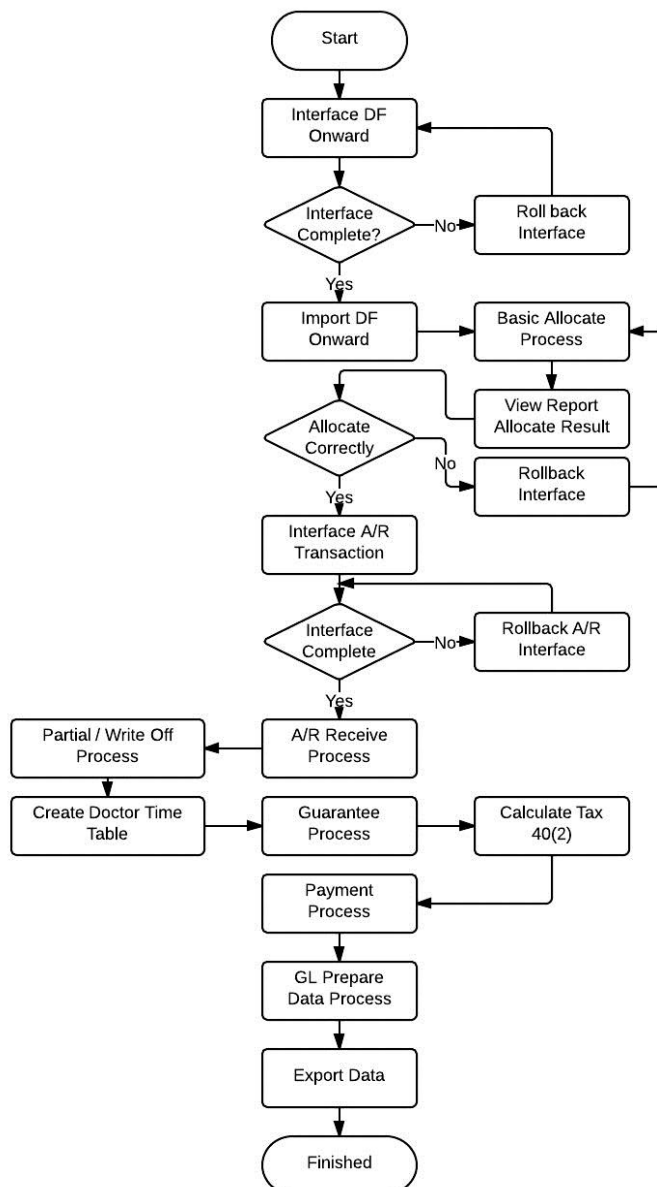 Start
Interface DF
Onward
Interface
Complete?
No
Roll back
Interface
Yes
Import DF
Onward
Basic Allocate
Process
View Report
Allocate Result
Allocate
Correctly
No
Rollback
Interface
Yes
Interface A/R
Transaction
Interface
Complete
No
Rollback A/R
Interface
Yes
Partial / Write Off
Process
A/R Receive
Process
Create Doctor Time
Table
Guarantee
Process
Calculate Tax
40(2)
Payment
Process
GL Prepare
Data Process
Export Data
Finished